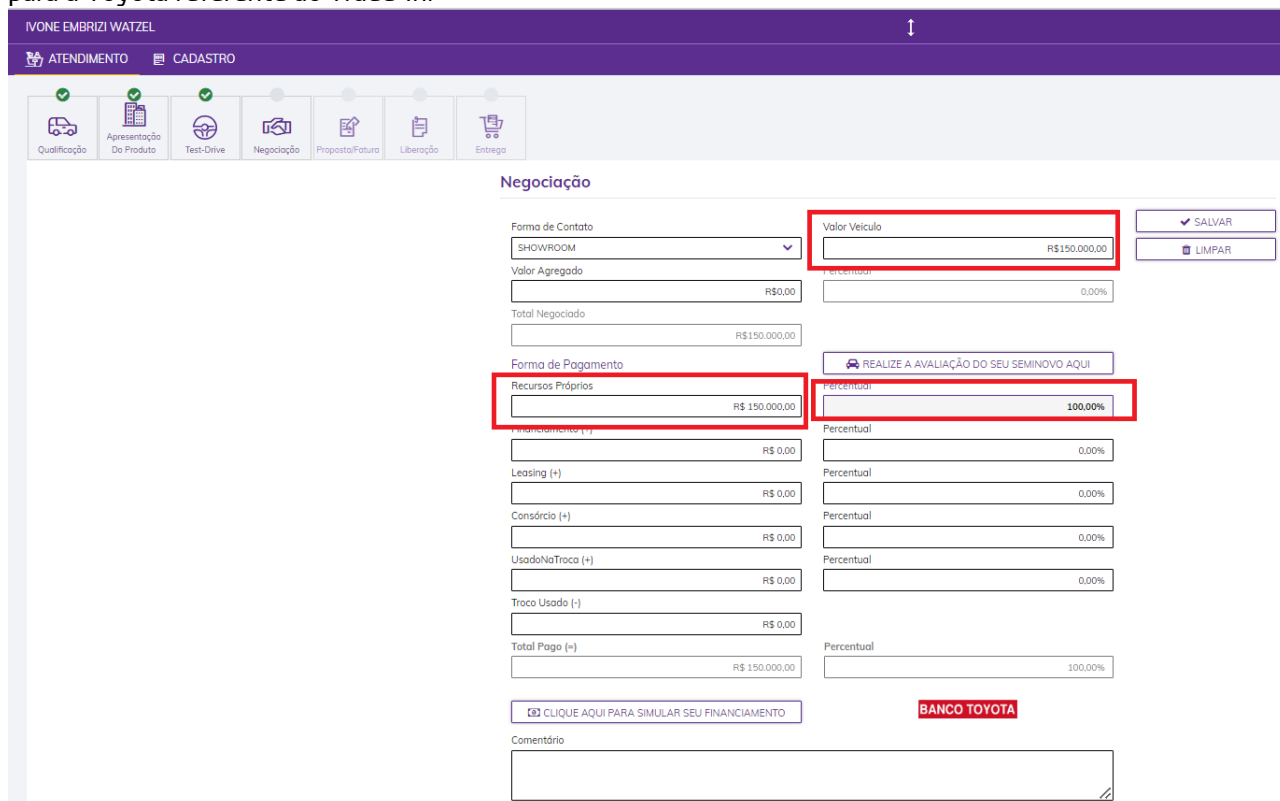 IVONE EMBRIZI WATZEL
ATENDIMENTO CADASTRO
Qualificação Apresentação Do Produto Test-Drive Negociação Proposta/Fatura Liberação Entrega
Negociação
Forma de Contato Valor Veiculo SALVAR
SHOWROOM R$150.000,00 LIMPAR
Valor Agregado Percentual
R$0,00 0,00%
Total Negociado
R$150.000,00
Forma de Pagamento REALIZE A AVALIAÇÃO DO SEU SEMINOVO AQUI
Recursos Próprios Percentual
R$ 150.000,00 100,00%
Financiamento (+) Percentual
R$ 0,00 0,00%
Leasing (+) Percentual
R$ 0,00 0,00%
Consórcio (+) Percentual
R$ 0,00 0,00%
UsadoNaTroca (+) Percentual
R$ 0,00 0,00%
Troco Usado (-)
R$ 0,00
Total Pago (=) Percentual
R$ 150.000,00 100,00%
CLIQUE AQUI PARA SIMULAR SEU FINANCIAMENTO BANCO TOYOTA
Comentário